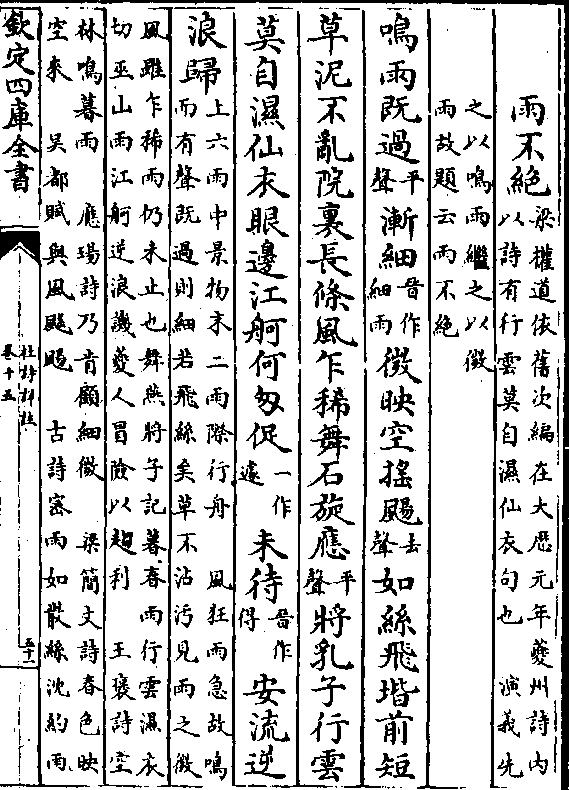 雨不絕 梁權道依舊次編在大厯元年夔州詩內
以詩有行雲莫自濕仙衣句也 演義先
之以鳴雨繼之以微
雨故題云雨不絕
鳴雨既過平聲漸細晉作細雨微映空搖颺去聲如絲飛堦前短
草泥不亂院裏長條風乍稀舞石旋應平聲將乳子行雲
莫自濕仙衣眼邊江舸何匆促一作遽未待晉作得安流逆
浪歸 上六雨中景物末二雨際行舟 風狂雨急故鳴
而有聲既過則細若飛絲矣草不沾污見雨之微
風雖乍稀雨仍未止也舞燕將子記暮春雨行雲濕衣
切巫山雨江舸逆浪譏夔人冒險以趨利 王褒詩空
林鳴暮雨 應瑒詩乃肯顧細微 梁簡文詩春色映
空來 吳都賦與風飈颺 古詩密雨如散絲沈約雨
欽定四庫全書
杜詩詳註
卷十五
五十一